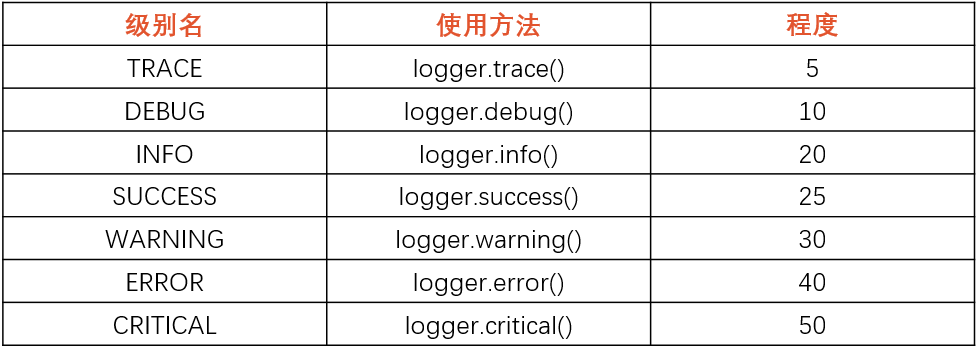 级别名 使用方法 程度
TRACE logger.trace() 5
DEBUG logger.debug() 10
INFO logger.info() 20
SUCCESS logger.success() 25
WARNING logger.warning() 30
ERROR logger.error() 40
CRITICAL logger.critical() 50